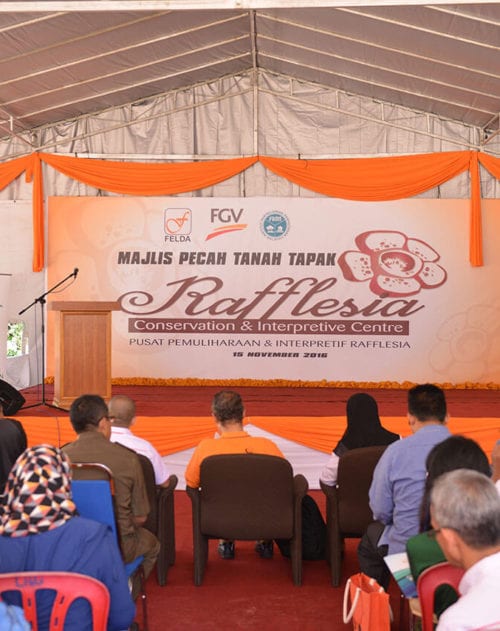 FELDA
FGV
MAJLIS PECAH TANAH TAPAK
Rafflesia
Conservation & Interpretive Centre
PUSAT PEMULIHARAAN & INTERPRETIF RAFFLESIA
15 NOVEMBER 2016